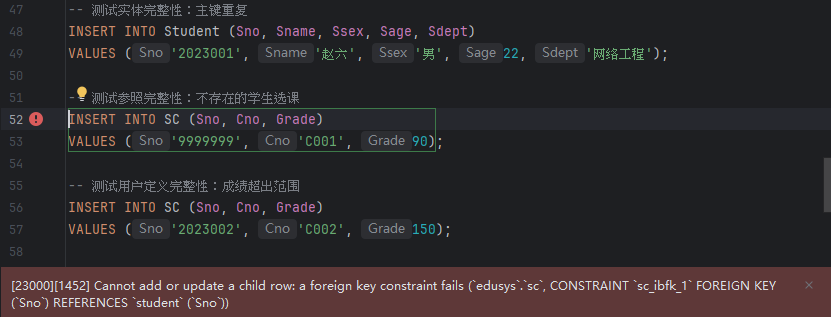 47 -- 测试实体完整性：主键重复
48 INSERT INTO Student (Sno, Sname, Ssex, Sage, Sdept)
49 VALUES ( Sno '2023001', Sname '赵六', Ssex '男', Sage 22, Sdept '网络工程');
50
51 -- 测试参照完整性：不存在的学生选课
52 INSERT INTO SC (Sno, Cno, Grade)
53 VALUES ( Sno '9999999', Cno 'C001', Grade 90);
54
55 -- 测试用户定义完整性：成绩超出范围
56 INSERT INTO SC (Sno, Cno, Grade)
57 VALUES ( Sno '2023002', Cno 'C002', Grade 150);
58
[23000][1452] Cannot add or update a child row: a foreign key constraint fails (`edusys`.`sc`, CONSTRAINT `sc_ibfk_1` FOREIGN KEY
(`Sno`) REFERENCES `student` (`Sno`))